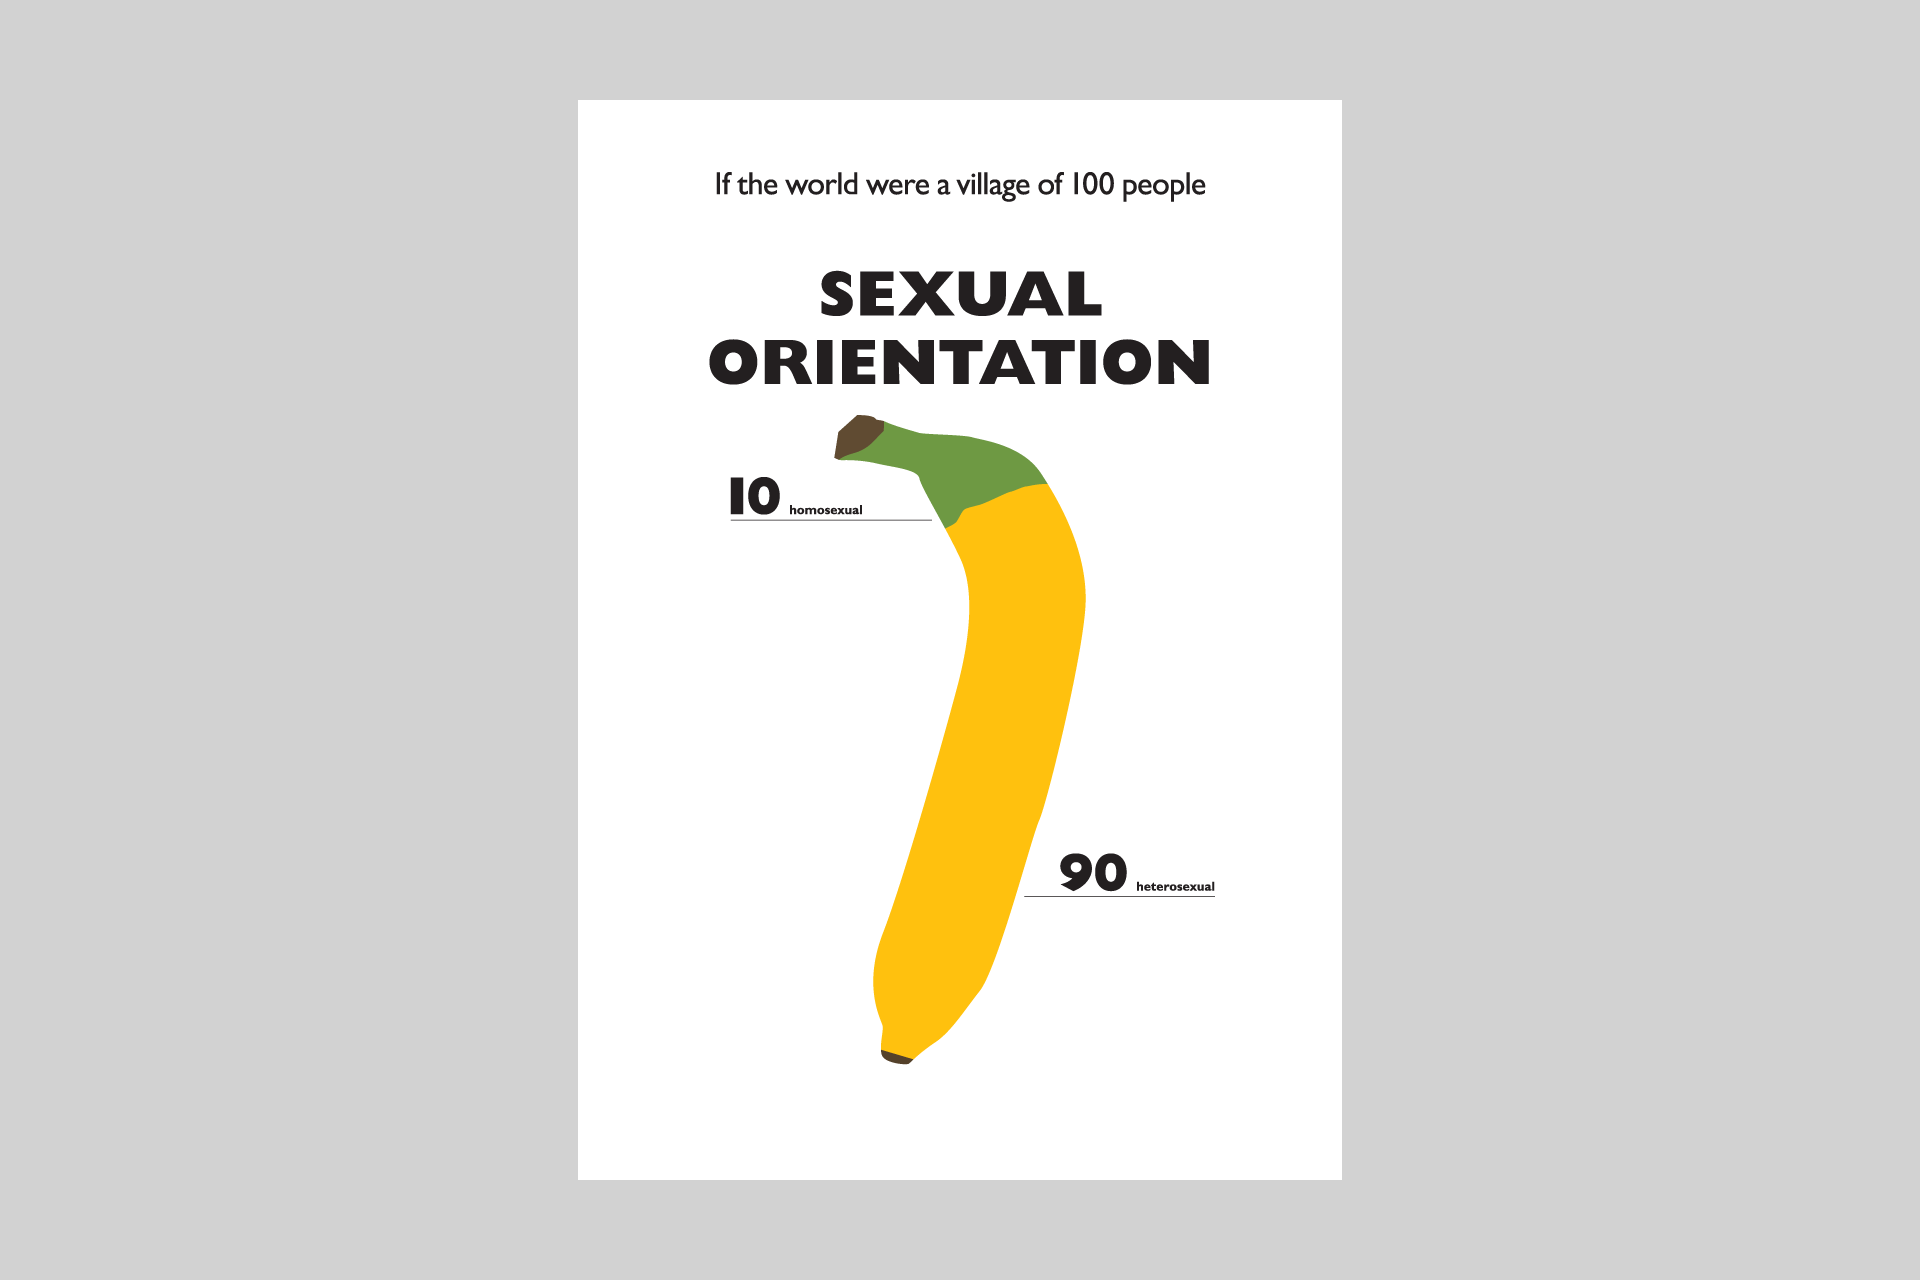 If the world were a village of 100 people
SEXUAL
ORIENTATION
10 homosexual
90 heterosexual